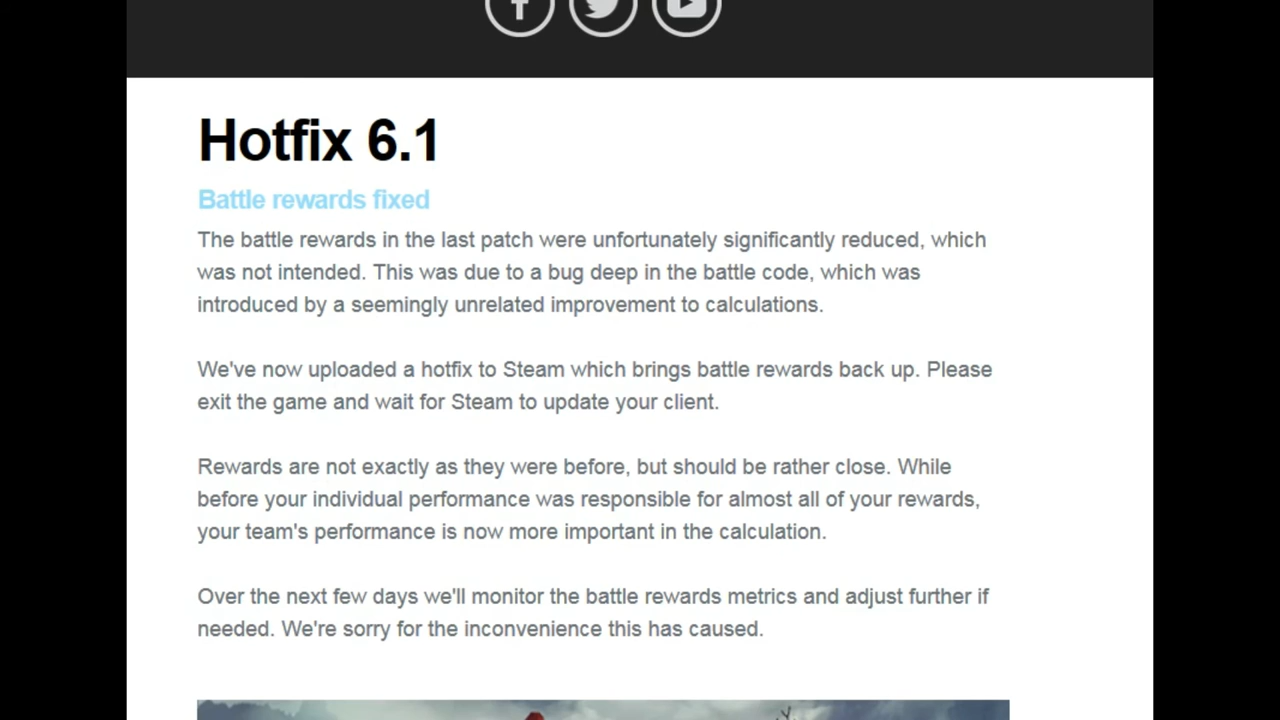 Hotfix 6.1
Battle rewards fixed
The battle rewards in the last patch were unfortunately significantly reduced, which
was not intended. This was due to a bug deep in the battle code, which was
introduced by a seemingly unrelated improvement to calculations.
We've now uploaded a hotfix to Steam which brings battle rewards back up. Please
exit the game and wait for Steam to update your client.
Rewards are not exactly as they were before, but should be rather close. While
before your individual performance was responsible for almost all of your rewards,
your team's performance is now more important in the calculation.
Over the next few days we'll monitor the battle rewards metrics and adjust further if
needed. We're sorry for the inconvenience this has caused.